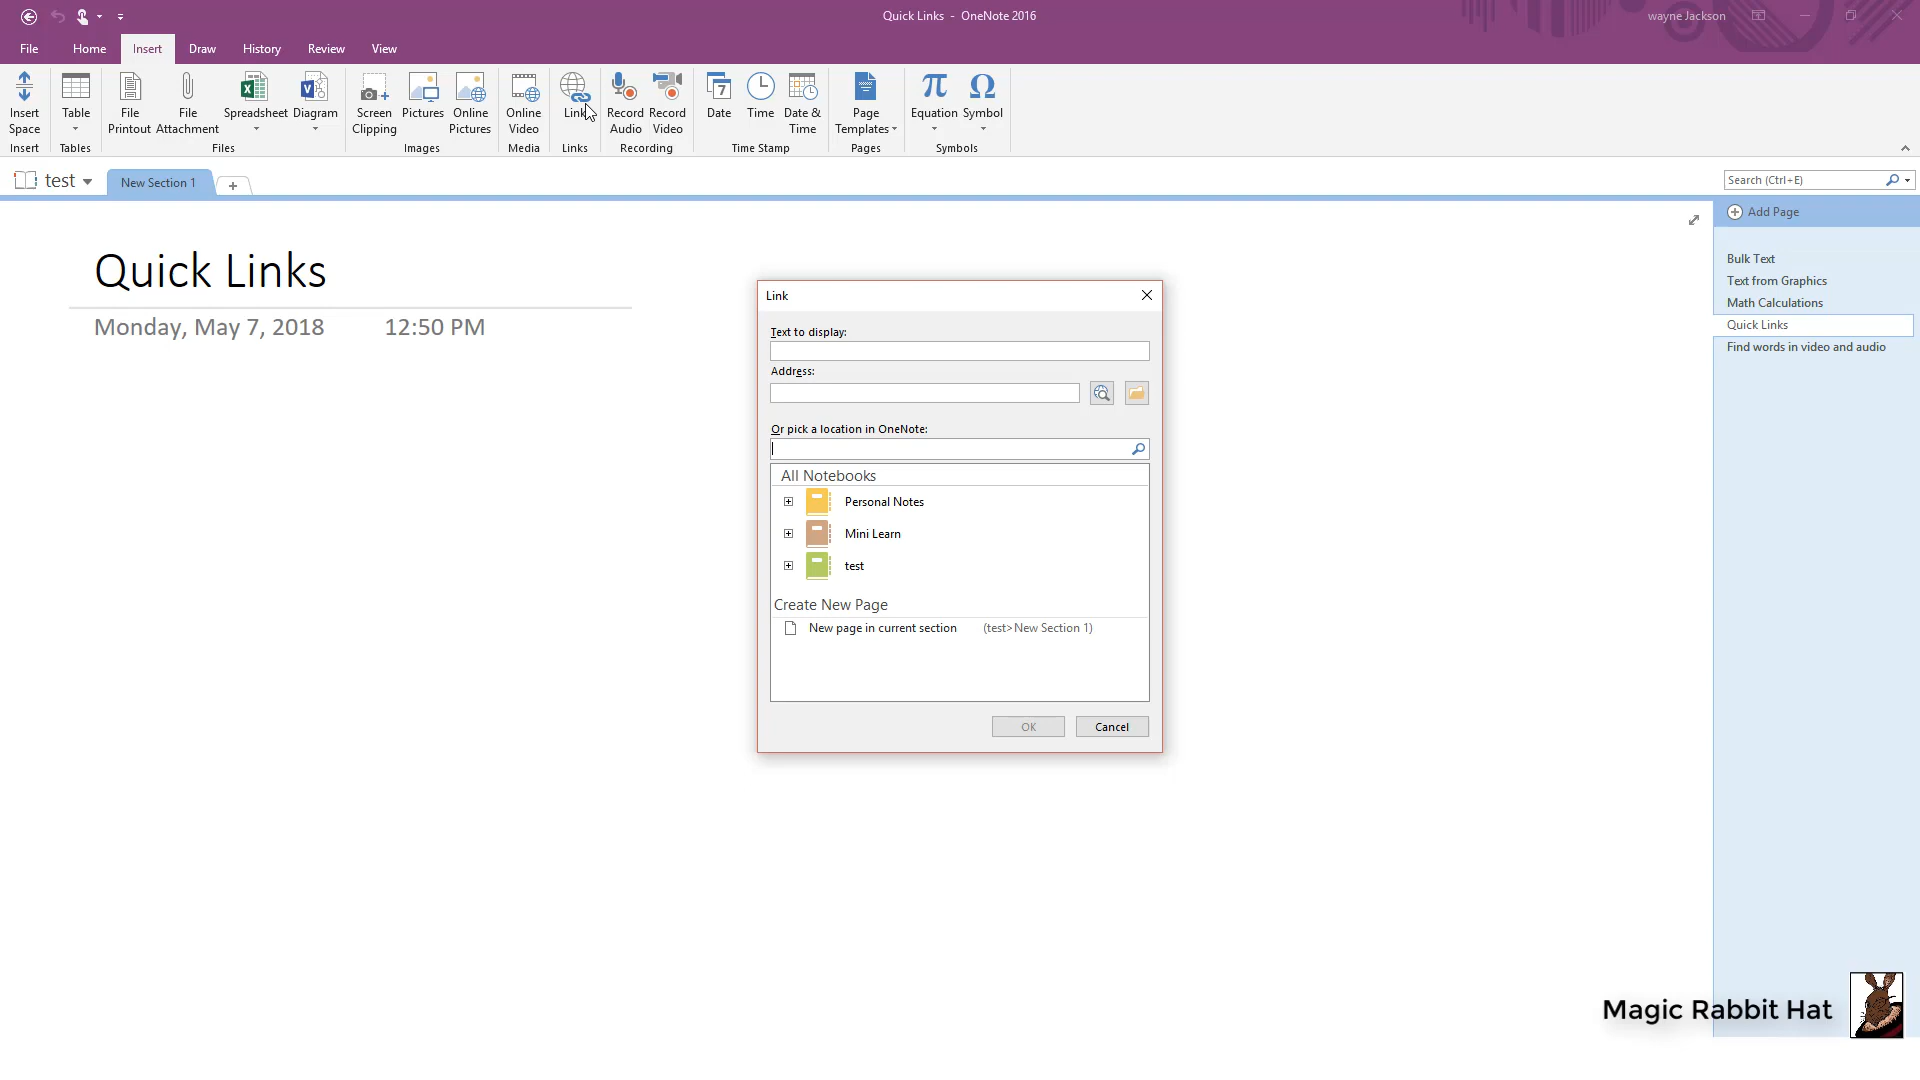 Quick Links - OneNote 2016
wayne Jackson
File Home Insert Draw History Review View
Insert Space
Table
File Printout
File Attachment
Spreadsheet
Diagram
Screen Clipping
Pictures
Online Pictures
Online Video
Link
Record Audio
Record Video
Date
Time
Date & Time
Page Templates
Equation
Symbol
Insert Tables Files Images Media Links Recording Time Stamp Pages Symbols
test
New Section 1
Search (Ctrl+E)
Add Page
Bulk Text
Text from Graphics
Math Calculations
Quick Links
Find words in video and audio
Quick Links
Monday, May 7, 2018 12:50 PM
Link
Text to display:
Address:
Or pick a location in OneNote:
All Notebooks
Personal Notes
Mini Learn
test
Create New Page
New page in current section (test>New Section 1)
OK Cancel
Magic Rabbit Hat